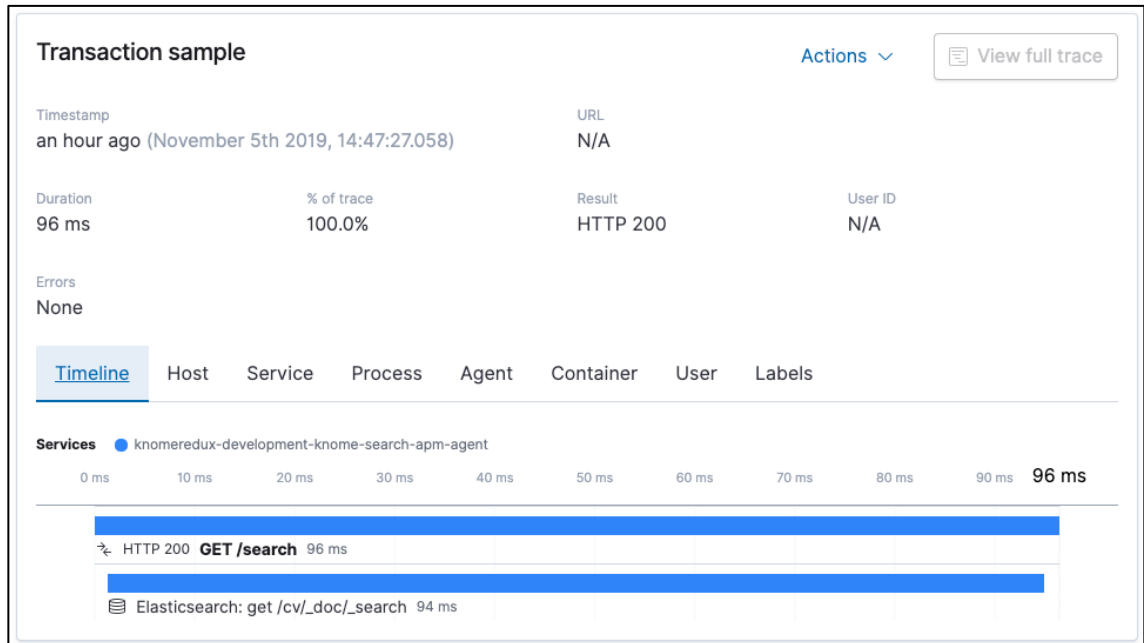 Transaction sample
Actions
View full trace
Timestamp
URL
an hour ago (November 5th 2019, 14:47:27.058)
N/A
Duration
% of trace
Result
User ID
96 ms
100.0%
HTTP 200
N/A
Errors
None
Timeline Host Service Process Agent Container User Labels
Services knomeredux-development-knome-search-apm-agent
0 ms 10 ms 20 ms 30 ms 40 ms 50 ms 60 ms 70 ms 80 ms 90 ms 96 ms
HTTP 200 GET /search 96 ms
Elasticsearch: get /cv/_doc/_search 94 ms